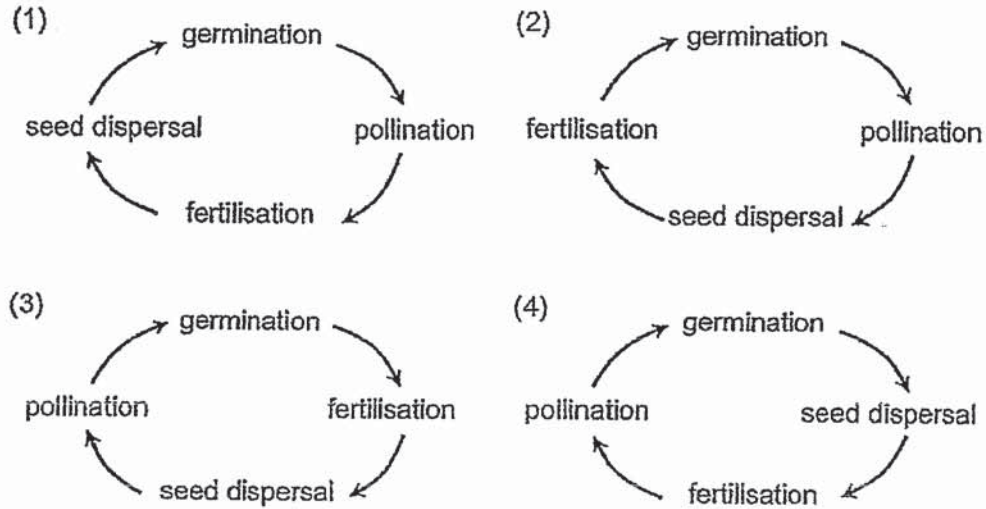 (1)
germination
seed dispersal
pollination
fertilisation
(2)
germination
fertilisation
pollination
seed dispersal
(3)
germination
pollination
fertilisation
seed dispersal
(4)
germination
pollination
seed dispersal
fertilisation